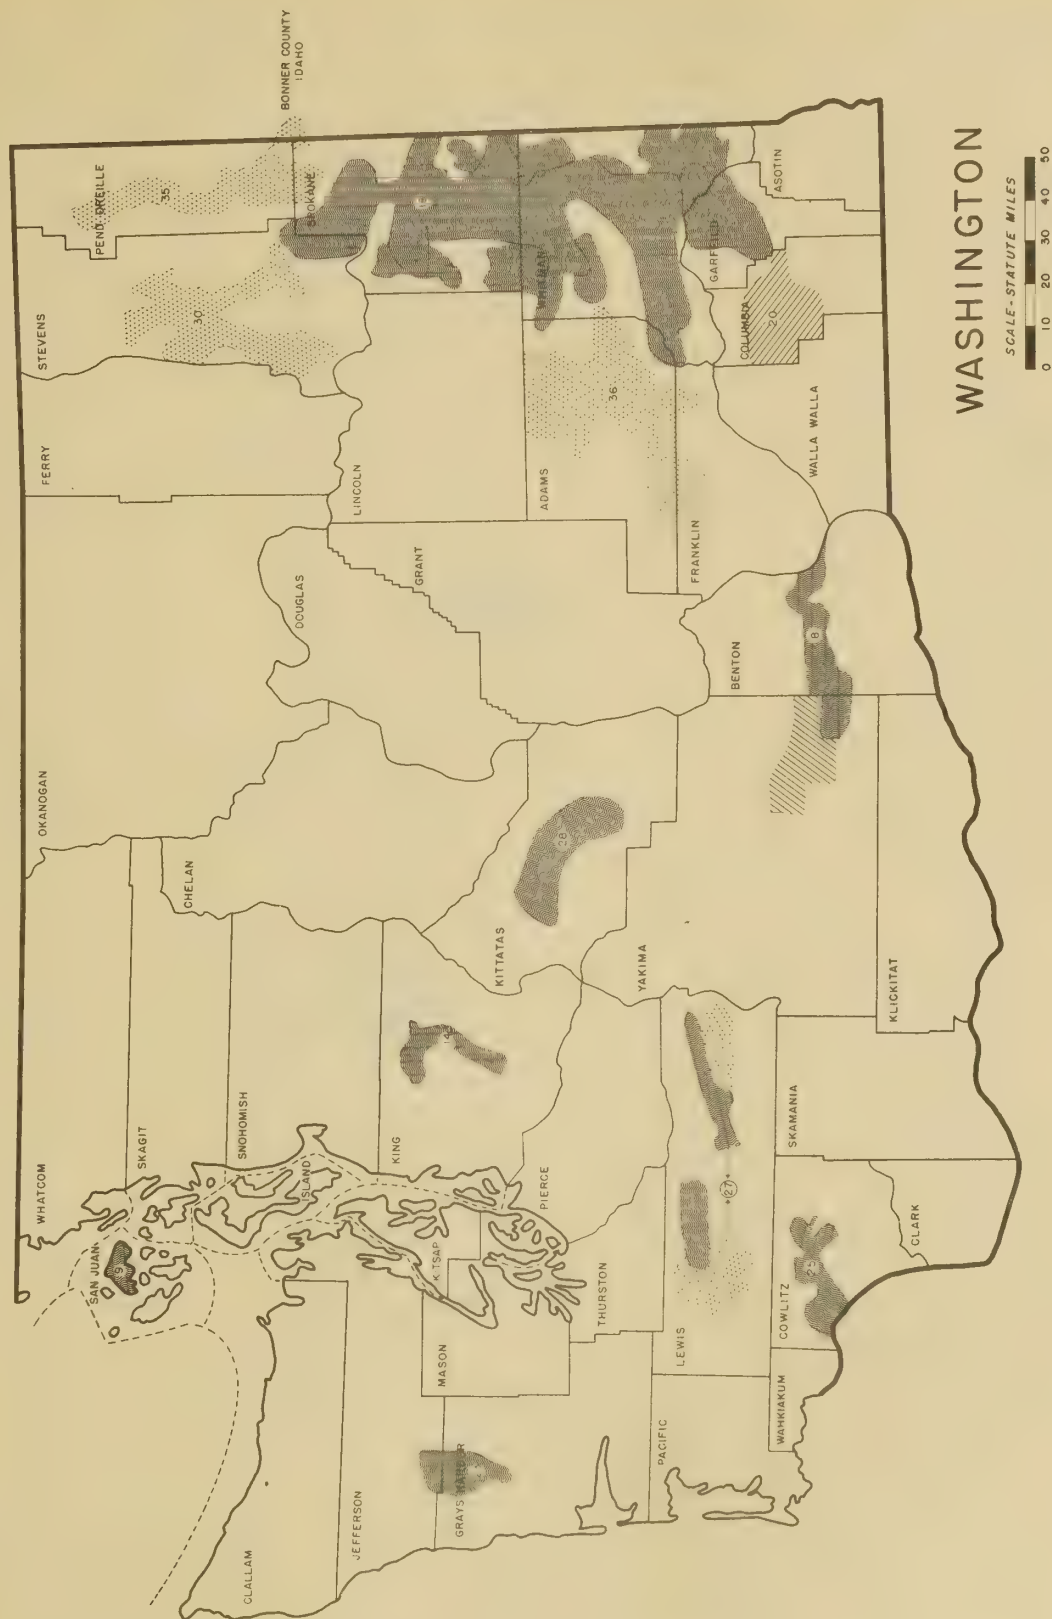 WHATCOM
OKANOGAN
FERRY
STEVENS
PEND OREILLE
BONNER COUNTY
IDAHO
SAN JUAN
9
SKAGIT
SNOHOMISH
ISLAND
CHELAN
DOUGLAS
LINCOLN
SPOKANE
30
35
CLALLAM
JEFFERSON
KITSAP
KING
14
GRANT
MASON
GRAYS HARBOR
PIERCE
KITTATAS
28
ADAMS
36
WHITMAN
THURSTON
LEWIS
27
YAKIMA
BENTON
8
FRANKLIN
WALLA WALLA
COLUMBIA
20
GARFIELD
ASOTIN
PACIFIC
WAHKIAKUM
COWLITZ
25
CLARK
SKAMANIA
KLICKITAT
WASHINGTON
SCALE-STATUTE MILES
0 10 20 30 40 50